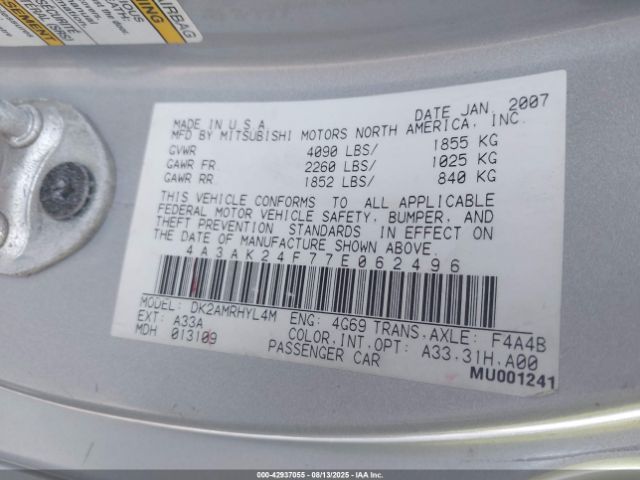 AIRBAG
MADE IN U.S.A. DATE JAN. 2007
MFD BY MITSUBISHI MOTORS NORTH AMERICA, INC.
GVWR 4090 LBS/ 1855 KG
GAWR FR. 2260 LBS/ 1025 KG
GAWR RR. 1852 LBS/ 840 KG
THIS VEHICLE CONFORMS TO ALL APPLICABLE
FEDERAL MOTOR VEHICLE SAFETY, BUMPER, AND
THEFT PREVENTION STANDARDS IN EFFECT ON
THE DATE OF MANUFACTURE SHOWN ABOVE.
4A3AK24F77E062496
MODEL: DK2AMRHYL4M ENG: 4G69 TRANS.AXLE: F4A4B
EXT: A33A COLOR.INT.OPT: A33.31H.A00
MDH 013109 PASSENGER CAR
MU001241
000-42937055 - 08/13/2025 - IAAI.COM